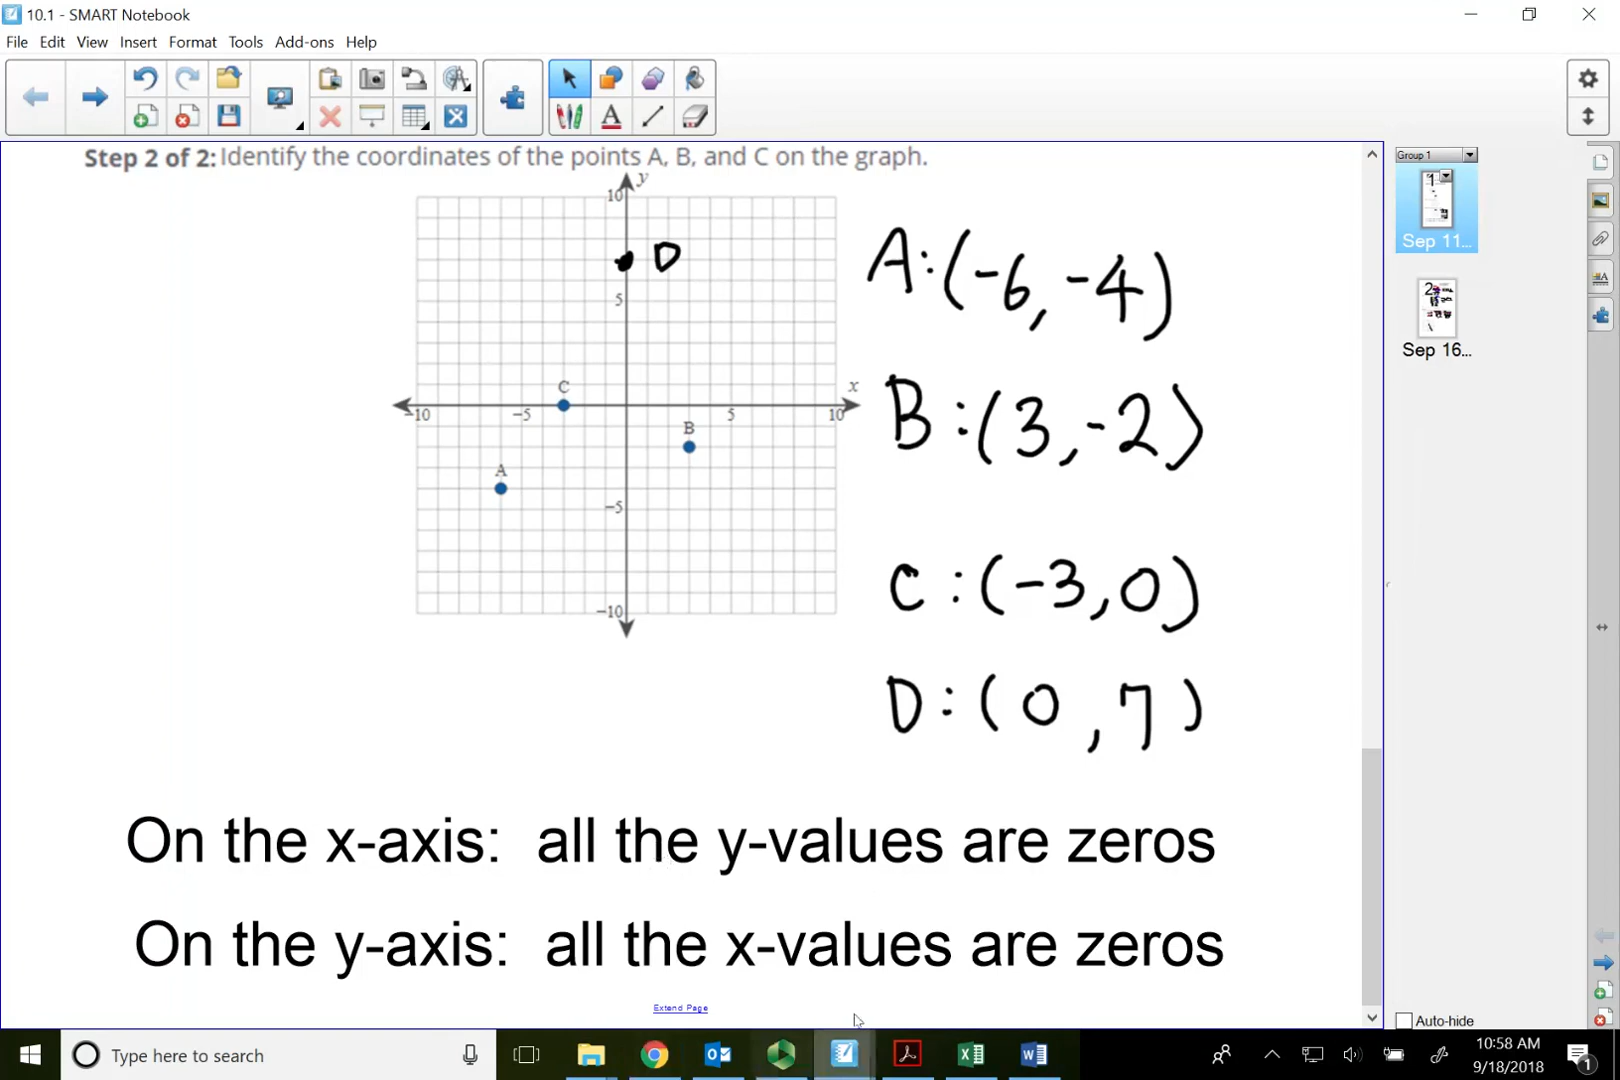 10.1 - SMART Notebook
File Edit View Insert Format Tools Add-ons Help
Step 2 of 2: Identify the coordinates of the points A, B, and C on the graph.
Group 1
1
Sep 11...
2
Sep 16...
y
10
D
5
C
x
-10
-5
5
10
B
A
-5
-10
A:(-6, -4)
B:(3, -2)
C:(-3, 0)
D:(0, 7)
On the x-axis: all the y-values are zeros
On the y-axis: all the x-values are zeros
Extend Page
Auto-hide
Type here to search
10:58 AM
9/18/2018
1